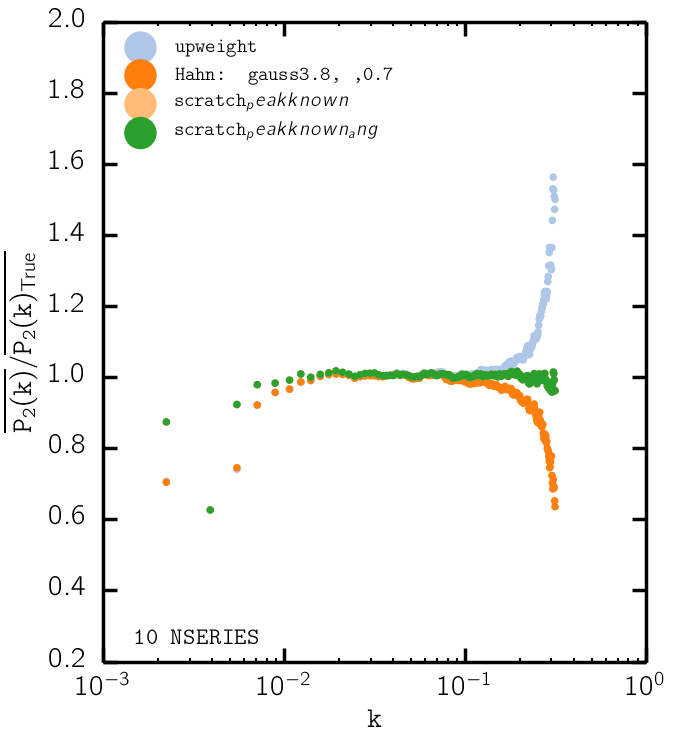 2.0
1.8
1.6
1.4
1.2
1.0
0.8
0.6
0.4
0.2
P₂(k)/P₂(k)True
upweight
Hahn: gauss3.8, ,0.7
scratchₚeakknown
scratchₚeakknownₐng
10 NSERIES
10⁻³ 10⁻² 10⁻¹ 10⁰
k